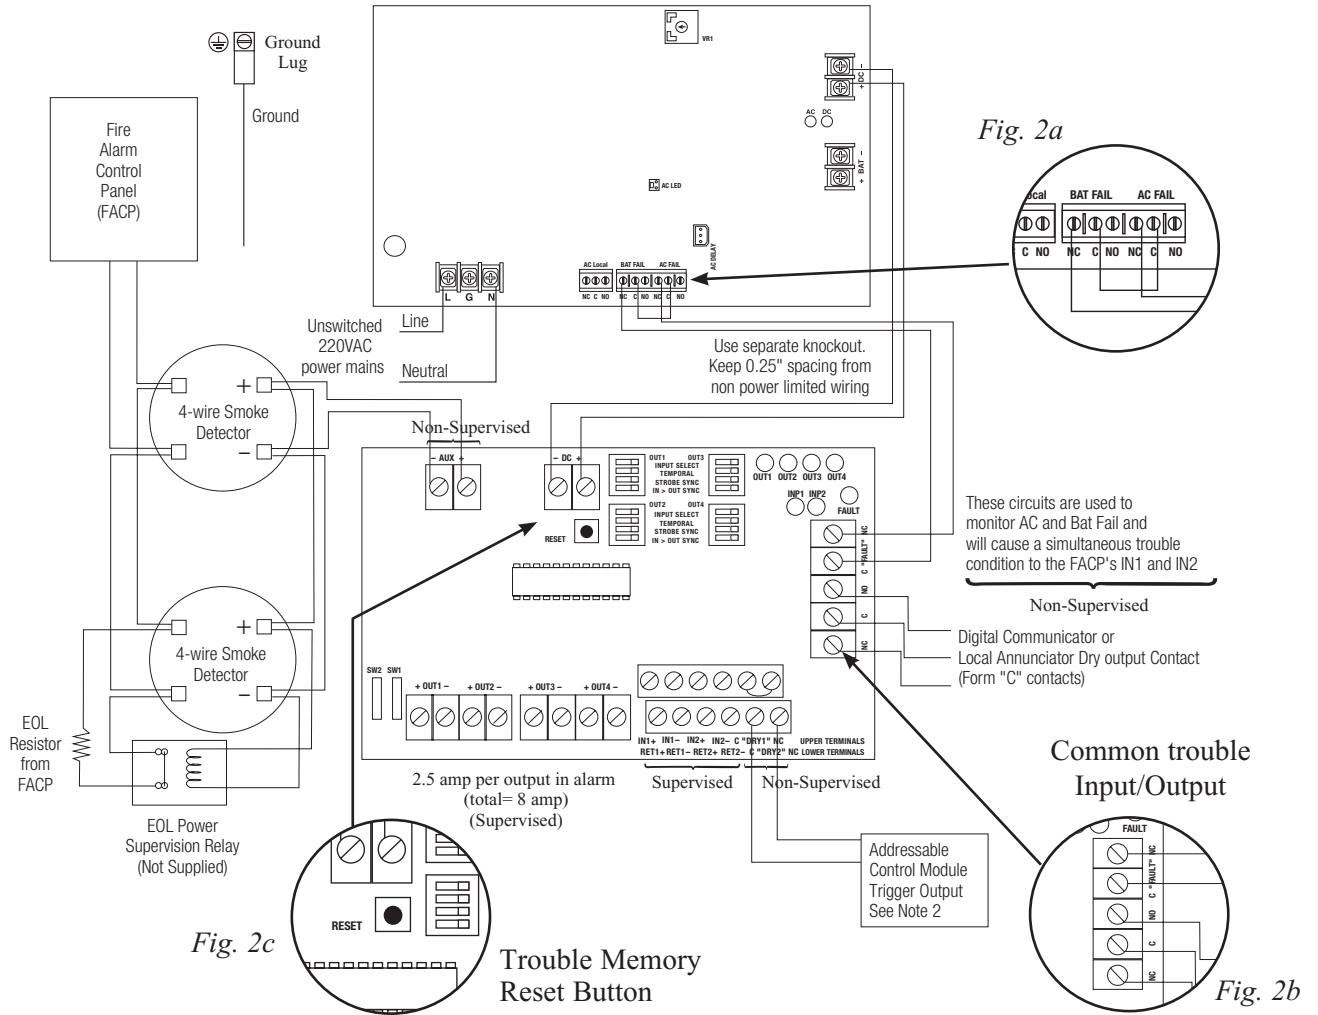 Ground
Lug
Ground
Fire
Alarm
Control
Panel
(FACP)
VR1
+ DC -
AC DC
+ BAT -
AC LED
AC DELAY
AC Local BAT FAIL AC FAIL
NC C NO NC C NO NC C NO
L G N
Line
Unswitched
220VAC
power mains
Neutral
Use separate knockout.
Keep 0.25" spacing from
non power limited wiring
Fig. 2a
ocal BAT FAIL AC FAIL
C NO NC C NO NC C NO
+
4-wire Smoke
Detector
-
+
4-wire Smoke
Detector
-
EOL
Resistor
from
FACP
EOL Power
Supervision Relay
(Not Supplied)
Non-Supervised
- AUX +
- DC +
RESET
OUT1 OUT3
INPUT SELECT
TEMPORAL
STROBE SYNC
IN > OUT SYNC
OUT2 OUT4
INPUT SELECT
TEMPORAL
STROBE SYNC
IN > OUT SYNC
OUT1 OUT2 OUT3 OUT4
INP1 INP2
FAULT
C "FAULT" NC
NO
C
NC
These circuits are used to
monitor AC and Bat Fail and
will cause a simultaneous trouble
condition to the FACP's IN1 and IN2
Non-Supervised
Digital Communicator or
Local Annunciator Dry output Contact
(Form "C" contacts)
SW2 SW1
+ OUT1 - + OUT2 - + OUT3 - + OUT4 -
IN1+ IN1- IN2+ IN2- C "DRY1" NC UPPER TERMINALS
RET1+ RET1- RET2+ RET2- C "DRY2" NC LOWER TERMINALS
2.5 amp per output in alarm
(total= 8 amp)
(Supervised)
Supervised
Non-Supervised
Addressable
Control Module
Trigger Output
See Note 2
RESET
Fig. 2c
Trouble Memory
Reset Button
Common trouble
Input/Output
FAULT
C "FAULT" NC
NO
C
NC
Fig. 2b